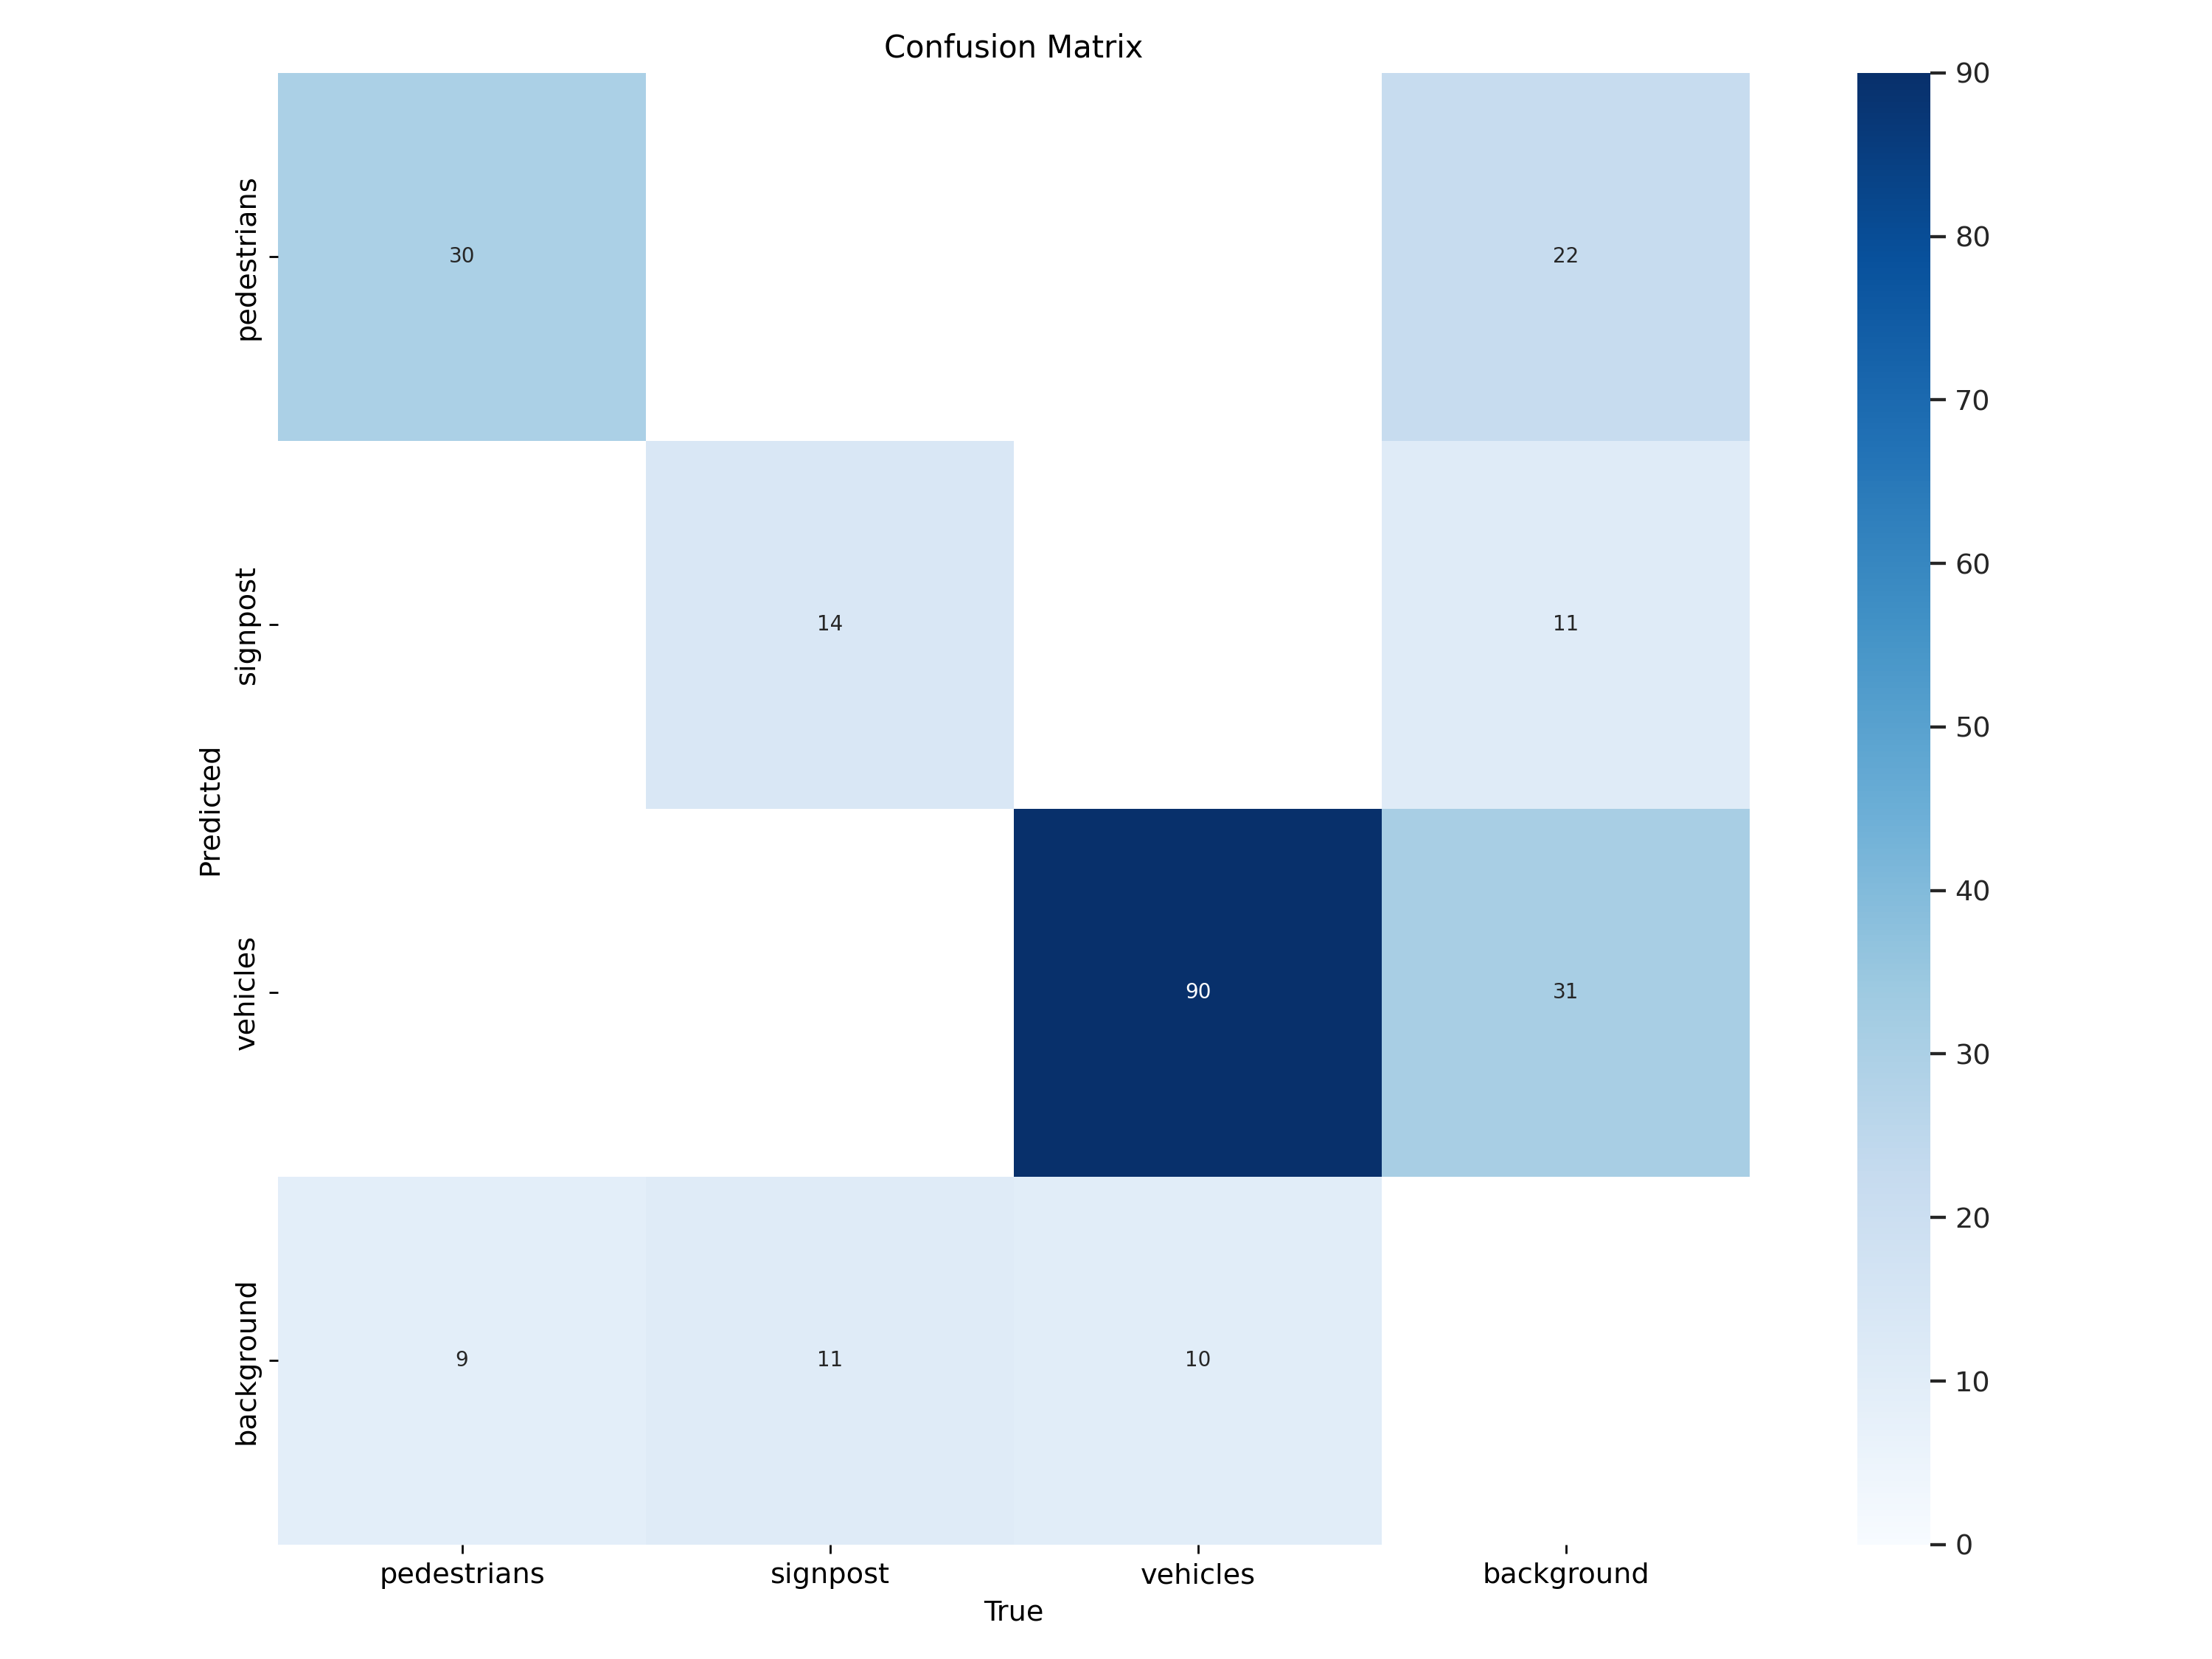 Confusion Matrix
pedestrians
30
22
signpost
14
11
vehicles
90
31
background
9
11
10
Predicted
pedestrians signpost vehicles background
True
90
80
70
60
50
40
30
20
10
0